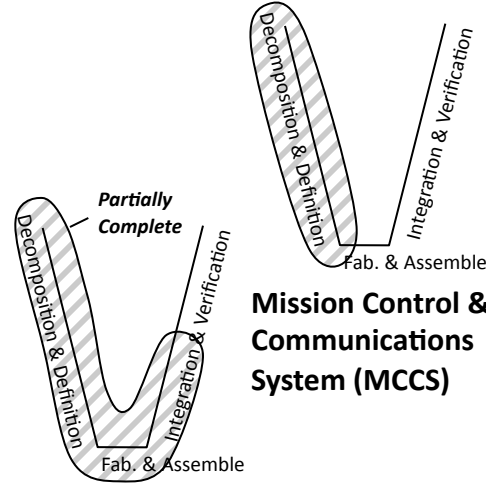 Decomposition & Definition
Integration & Verification
Fab. & Assemble
Mission Control &
Communications
System (MCCS)
Partially
Complete
Decomposition & Definition
Integration & Verification
Fab. & Assemble